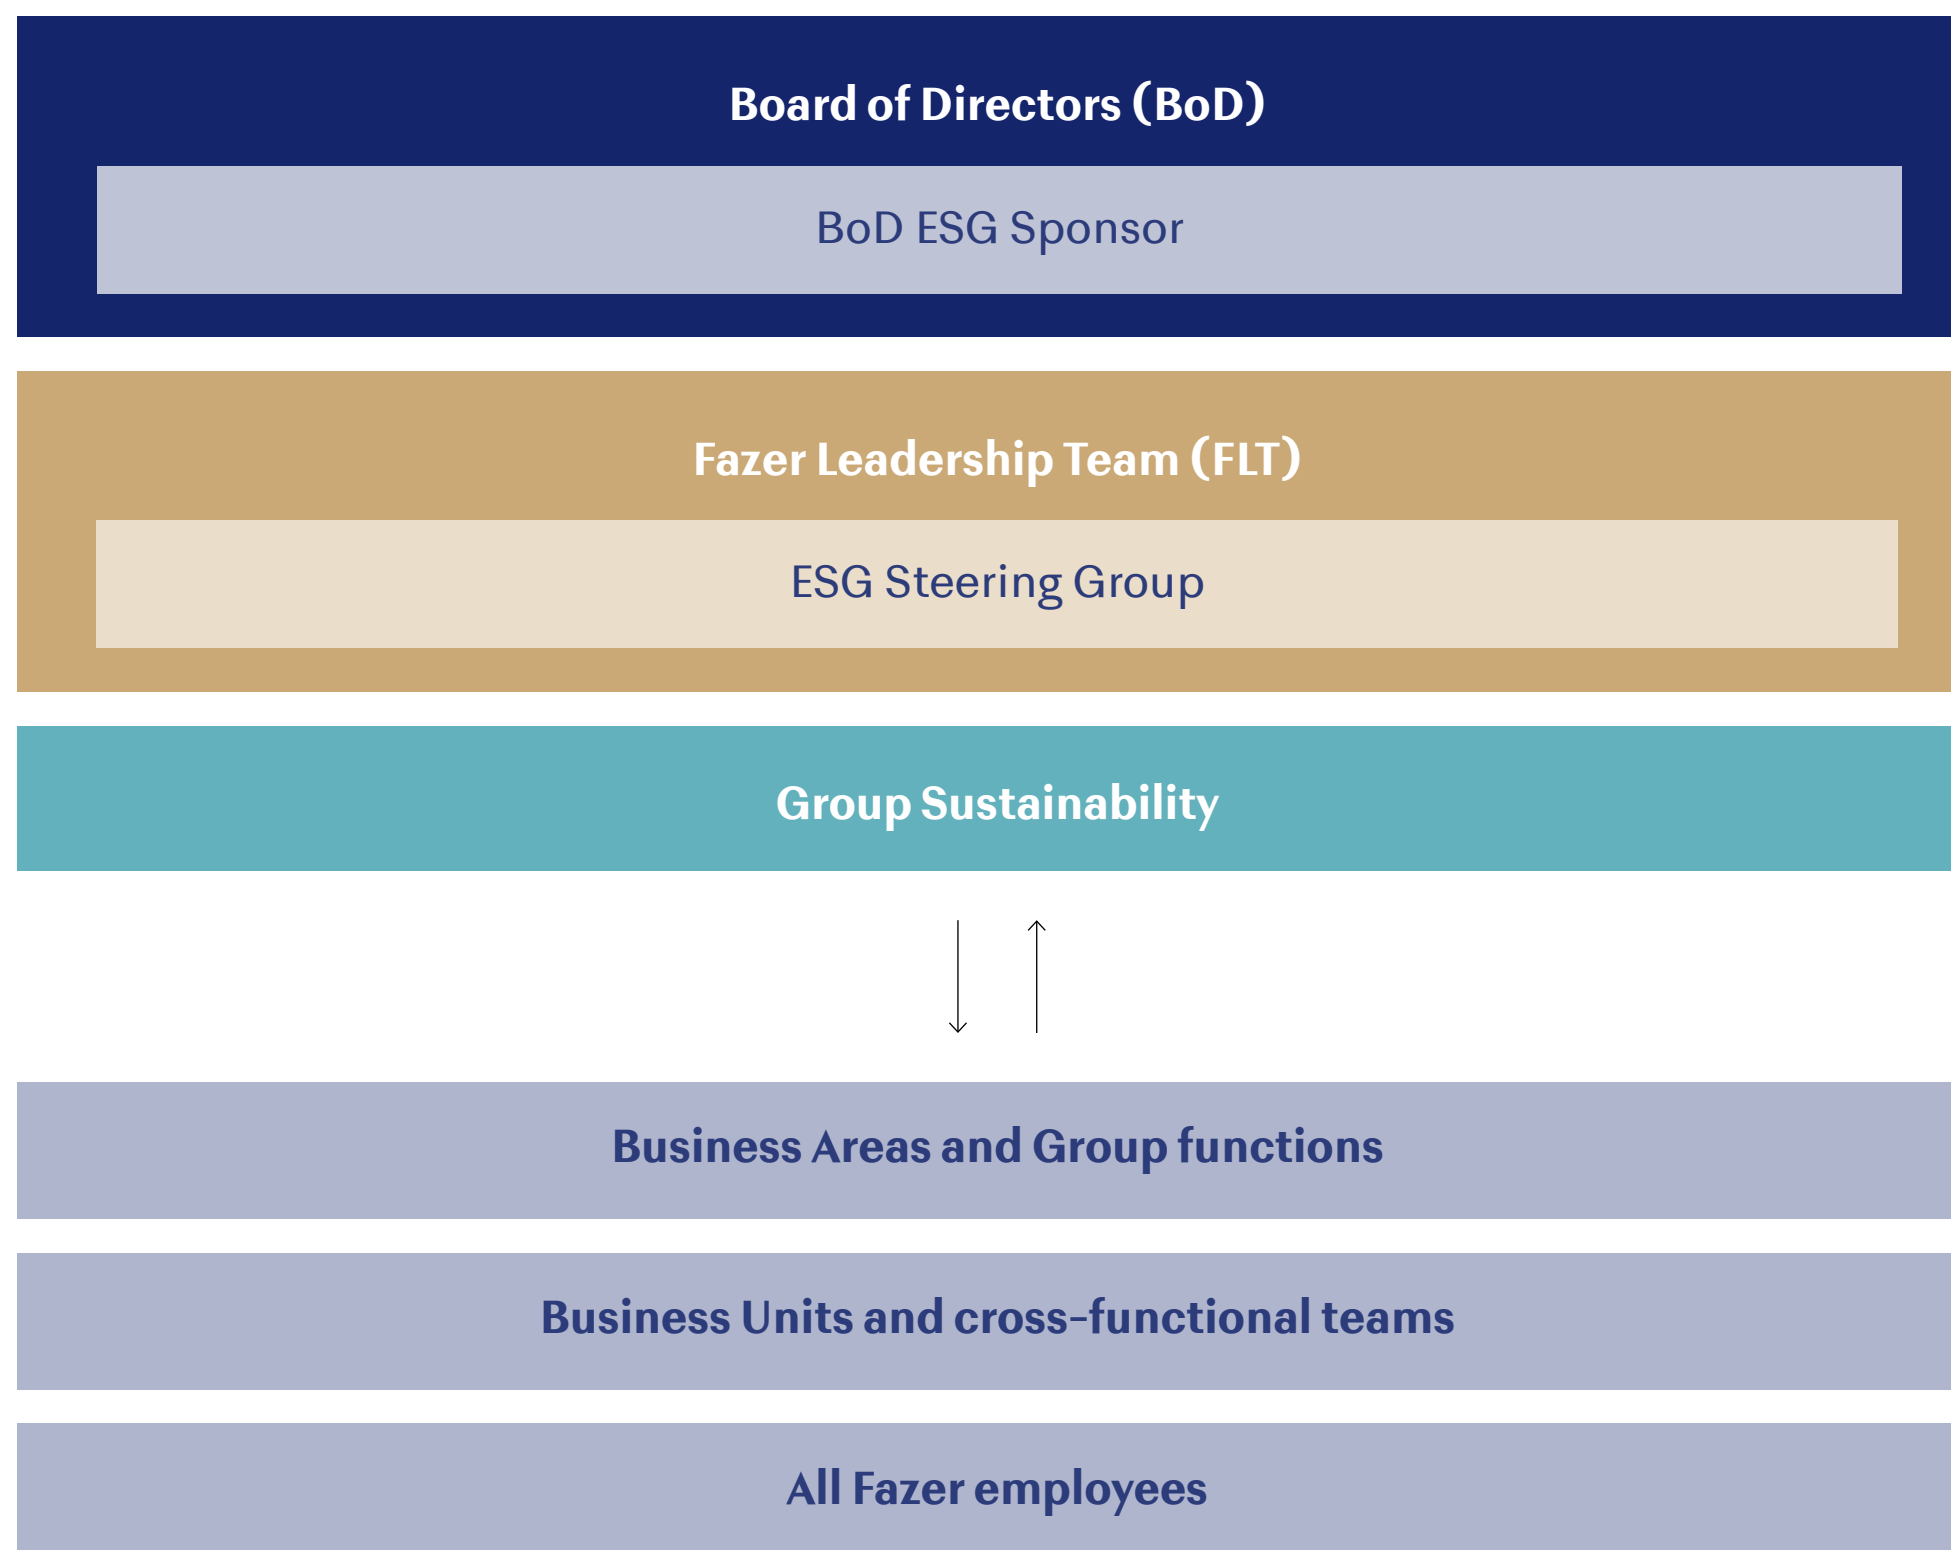 Board of Directors (BoD)
BoD ESG Sponsor
Fazer Leadership Team (FLT)
ESG Steering Group
Group Sustainability
Business Areas and Group functions
Business Units and cross-functional teams
All Fazer employees